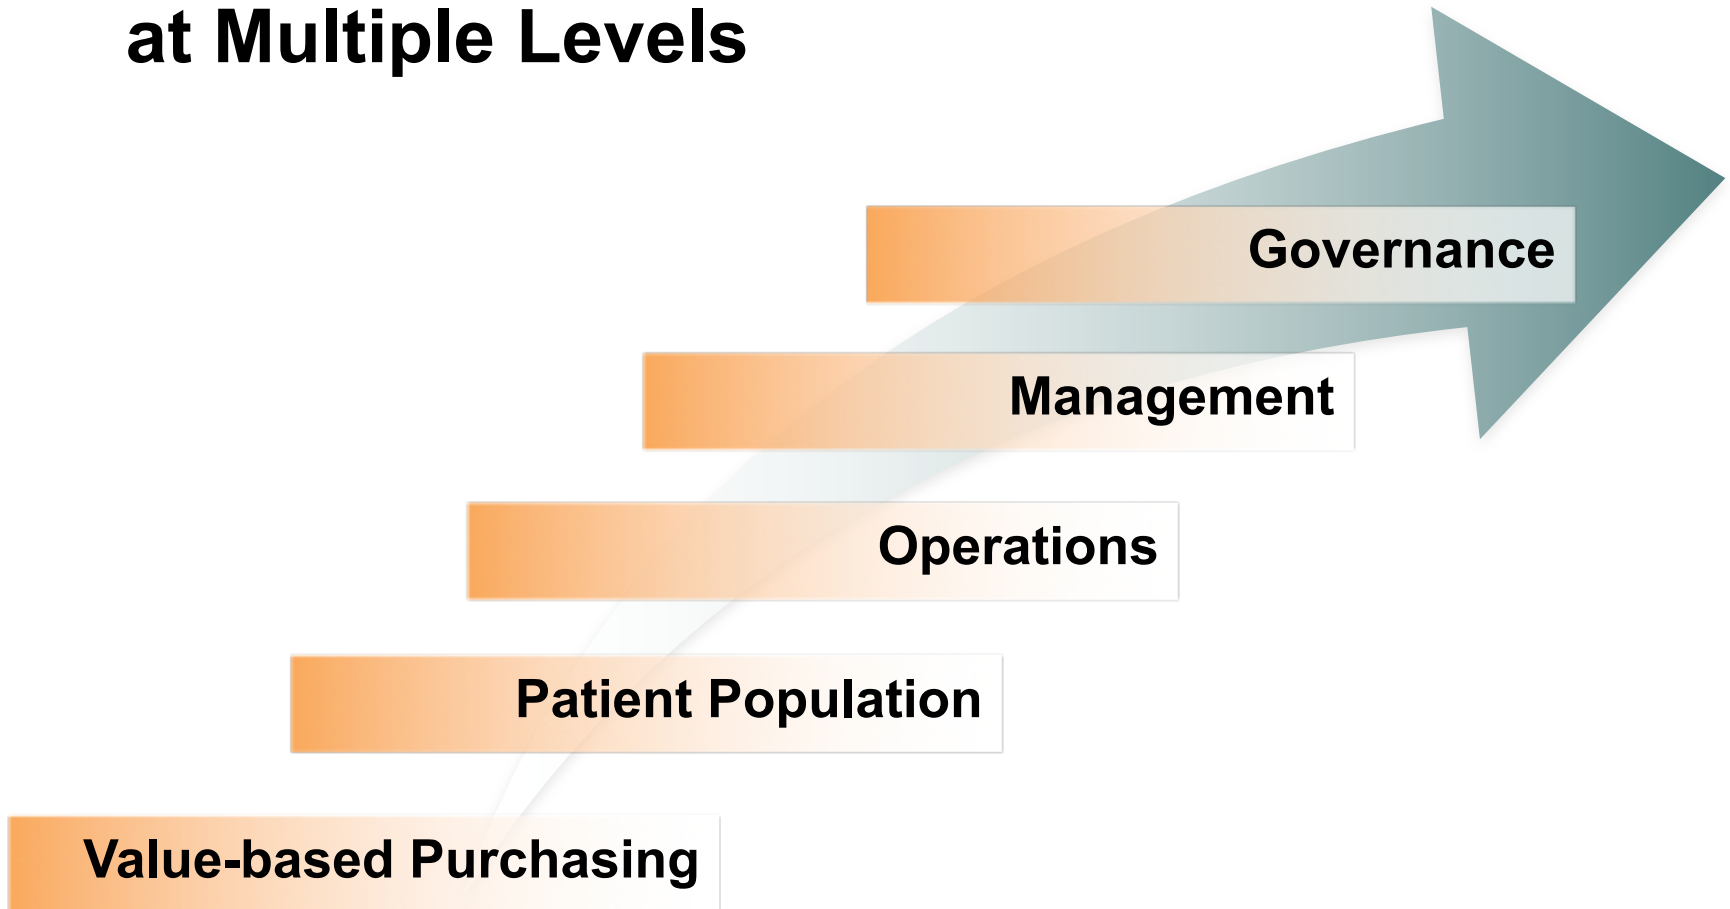 at Multiple Levels
Governance
Management
Operations
Patient Population
Value-based Purchasing